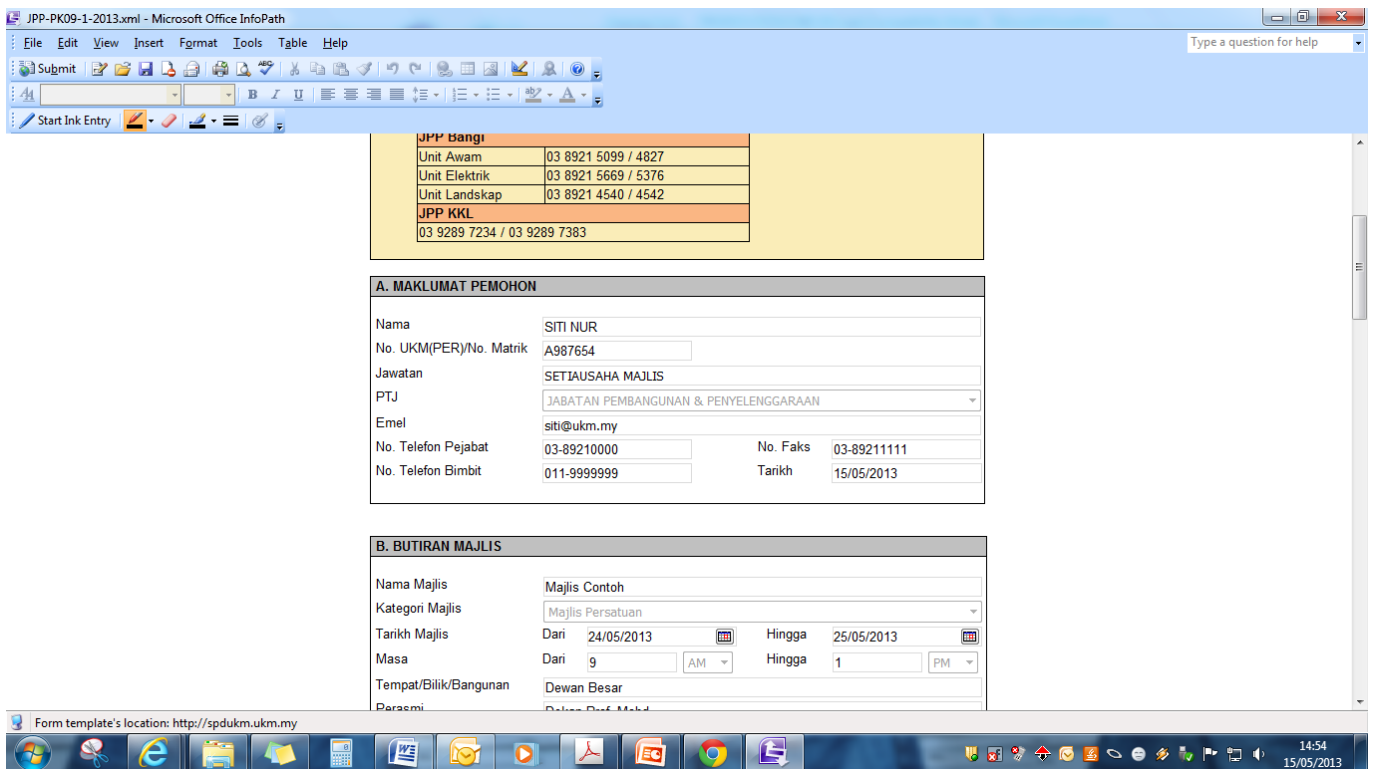 JPP-PK09-1-2013.xml - Microsoft Office InfoPath
File Edit View Insert Format Tools Table Help
Type a question for help
Submit
B I U
Start Ink Entry
JPP Bangi
Unit Awam 03 8921 5099 / 4827
Unit Elektrik 03 8921 5669 / 5376
Unit Landskap 03 8921 4540 / 4542
JPP KKL
03 9289 7234 / 03 9289 7383
A. MAKLUMAT PEMOHON
Nama SITI NUR
No. UKM(PER)/No. Matrik A987654
Jawatan SETIAUSAHA MAJLIS
PTJ JABATAN PEMBANGUNAN & PENYELENGGARAAN
Emel siti@ukm.my
No. Telefon Pejabat 03-89210000 No. Faks 03-89211111
No. Telefon Bimbit 011-9999999 Tarikh 15/05/2013
B. BUTIRAN MAJLIS
Nama Majlis Majlis Contoh
Kategori Majlis Majlis Persatuan
Tarikh Majlis Dari 24/05/2013 Hingga 25/05/2013
Masa Dari 9 AM Hingga 1 PM
Tempat/Bilik/Bangunan Dewan Besar
Perasmi Dekan Prof. Mohd
Form template's location: http://spdukm.ukm.my
14:54
15/05/2013